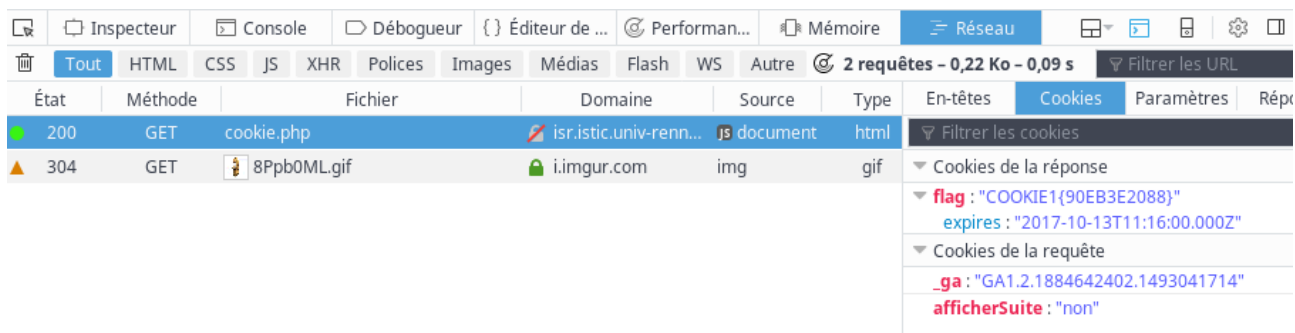 Inspecteur Console Débogueur { } Éditeur de ... Performan... Mémoire Réseau
Tout HTML CSS JS XHR Polices Images Médias Flash WS Autre 2 requêtes – 0,22 Ko – 0,09 s Filtrer les URL
État Méthode Fichier Domaine Source Type En-têtes Cookies Paramètres Répo
200 GET cookie.php isr.istic.univ-renn... JS document html Filtrer les cookies
304 GET 8Ppb0ML.gif i.imgur.com img gif Cookies de la réponse
flag : "COOKIE1{90EB3E2088}"
expires : "2017-10-13T11:16:00.000Z"
Cookies de la requête
_ga : "GA1.2.1884642402.1493041714"
afficherSuite : "non"